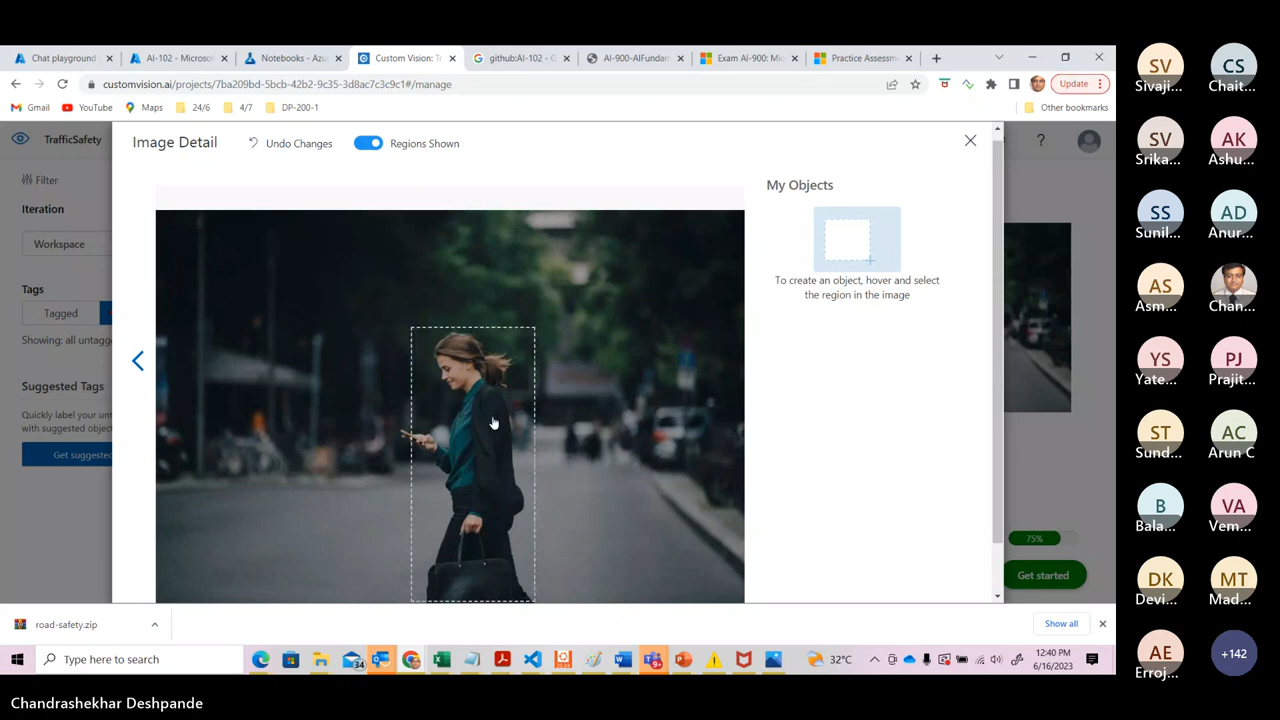 Chat playground
AI-102 - Microsof
Notebooks - Azu
Custom Vision: T
github:AI-102 - G
AI-900-AIFundam
Exam AI-900: Mic
Practice Assessm
customvision.ai/projects/7ba209bd-5bcb-42b2-9c35-3d8ac7c3c9c1#/manage
Update
Gmail
YouTube
Maps
24/6
4/7
DP-200-1
Other bookmarks
TrafficSafety
?
Filter
Iteration
Workspace
Tags
Tagged
Showing: all untagg
Suggested Tags
Quickly label your unt
with suggested object
Get suggested
Image Detail
Undo Changes
Regions Shown
My Objects
To create an object, hover and select
the region in the image
75%
Get started
road-safety.zip
Show all
Type here to search
34
9+
32°C
12:40 PM
6/16/2023
Chandrashekhar Deshpande
SV
Sivaji...
CS
Chait...
SV
Srika...
AK
Ashu...
SS
Sunil...
AD
Anur...
AS
Asm...
Chan...
YS
Yate...
PJ
Prajit...
ST
Sund...
AC
Arun C
B
Bala...
VA
Vem...
DK
Devi...
MT
Mad...
AE
Erroj...
+142